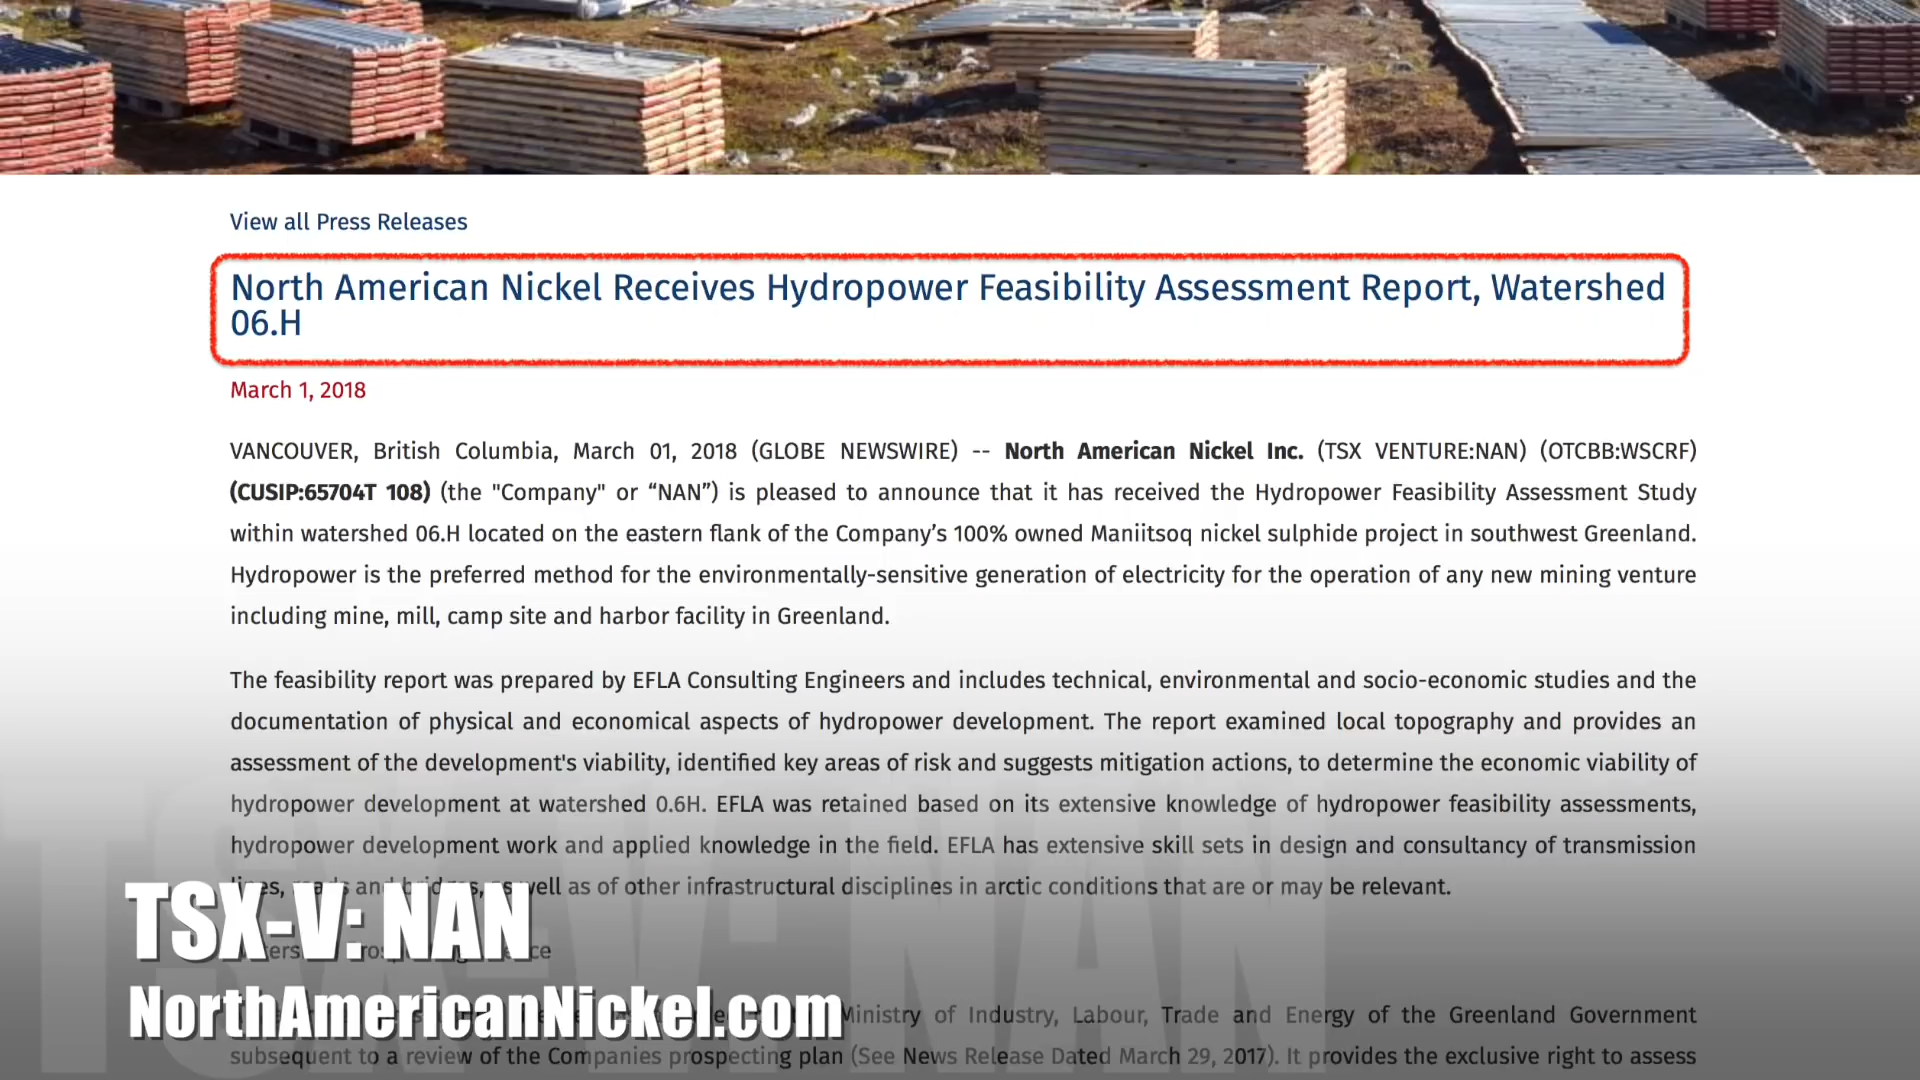 View all Press Releases
North American Nickel Receives Hydropower Feasibility Assessment Report, Watershed
06.H
March 1, 2018
VANCOUVER, British Columbia, March 01, 2018 (GLOBE NEWSWIRE) -- North American Nickel Inc. (TSX VENTURE:NAN) (OTCBB:WSCRF)
(CUSIP:65704T 108) (the "Company" or “NAN”) is pleased to announce that it has received the Hydropower Feasibility Assessment Study
within watershed 06.H located on the eastern flank of the Company’s 100% owned Maniitsoq nickel sulphide project in southwest Greenland.
Hydropower is the preferred method for the environmentally-sensitive generation of electricity for the operation of any new mining venture
including mine, mill, camp site and harbor facility in Greenland.
The feasibility report was prepared by EFLA Consulting Engineers and includes technical, environmental and socio-economic studies and the
documentation of physical and economical aspects of hydropower development. The report examined local topography and provides an
assessment of the development's viability, identified key areas of risk and suggests mitigation actions, to determine the economic viability of
hydropower development at watershed 0.6H. EFLA was retained based on its extensive knowledge of hydropower feasibility assessments,
hydropower development work and applied knowledge in the field. EFLA has extensive skill sets in design and consultancy of transmission
lines, roads and bridges, as well as of other infrastructural disciplines in arctic conditions that are or may be relevant.
TSX-V: NAN
NorthAmericanNickel.com
Ministry of Industry, Labour, Trade and Energy of the Greenland Government
subsequent to a review of the Companies prospecting plan (See News Release Dated March 29, 2017). It provides the exclusive right to assess
TSX-V: NAN